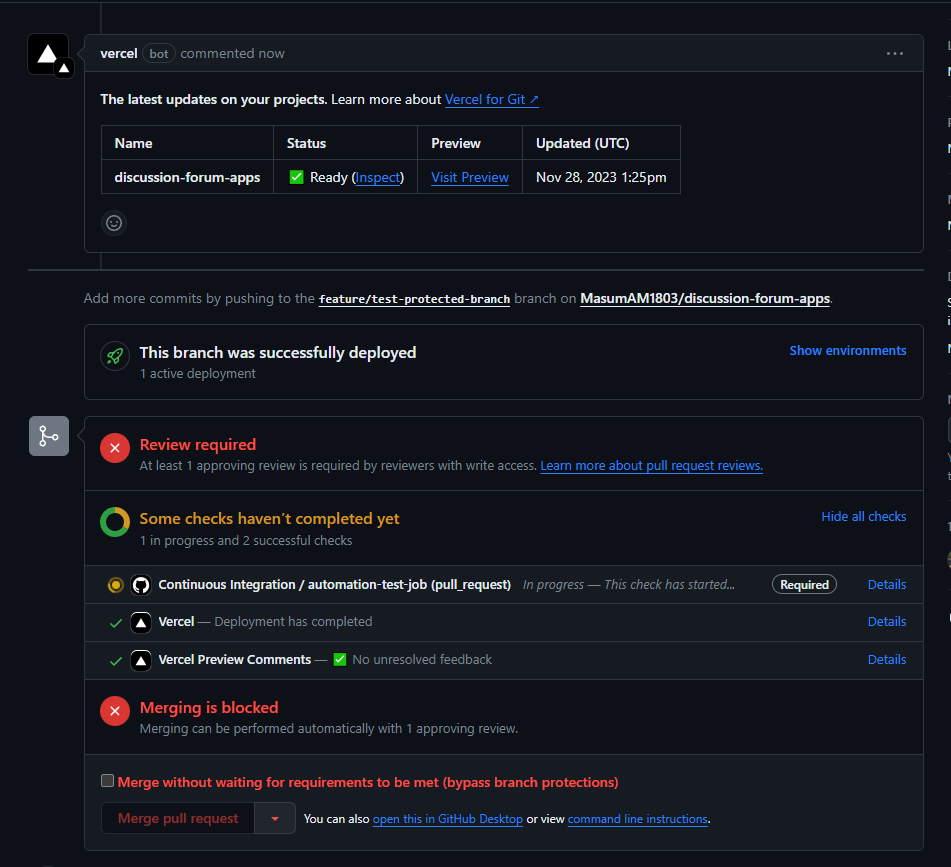 vercel bot commented now
The latest updates on your projects. Learn more about Vercel for Git ↗
Name Status Preview Updated (UTC)
discussion-forum-apps ✅ Ready (Inspect) Visit Preview Nov 28, 2023 1:25pm
Add more commits by pushing to the feature/test-protected-branch branch on MasumAM1803/discussion-forum-apps.
This branch was successfully deployed
Show environments
1 active deployment
Review required
At least 1 approving review is required by reviewers with write access. Learn more about pull request reviews.
Some checks haven’t completed yet
Hide all checks
1 in progress and 2 successful checks
Continuous Integration / automation-test-job (pull_request) In progress — This check has started... Required Details
Vercel — Deployment has completed Details
Vercel Preview Comments — ✅ No unresolved feedback Details
Merging is blocked
Merging can be performed automatically with 1 approving review.
Merge without waiting for requirements to be met (bypass branch protections)
Merge pull request You can also open this in GitHub Desktop or view command line instructions.